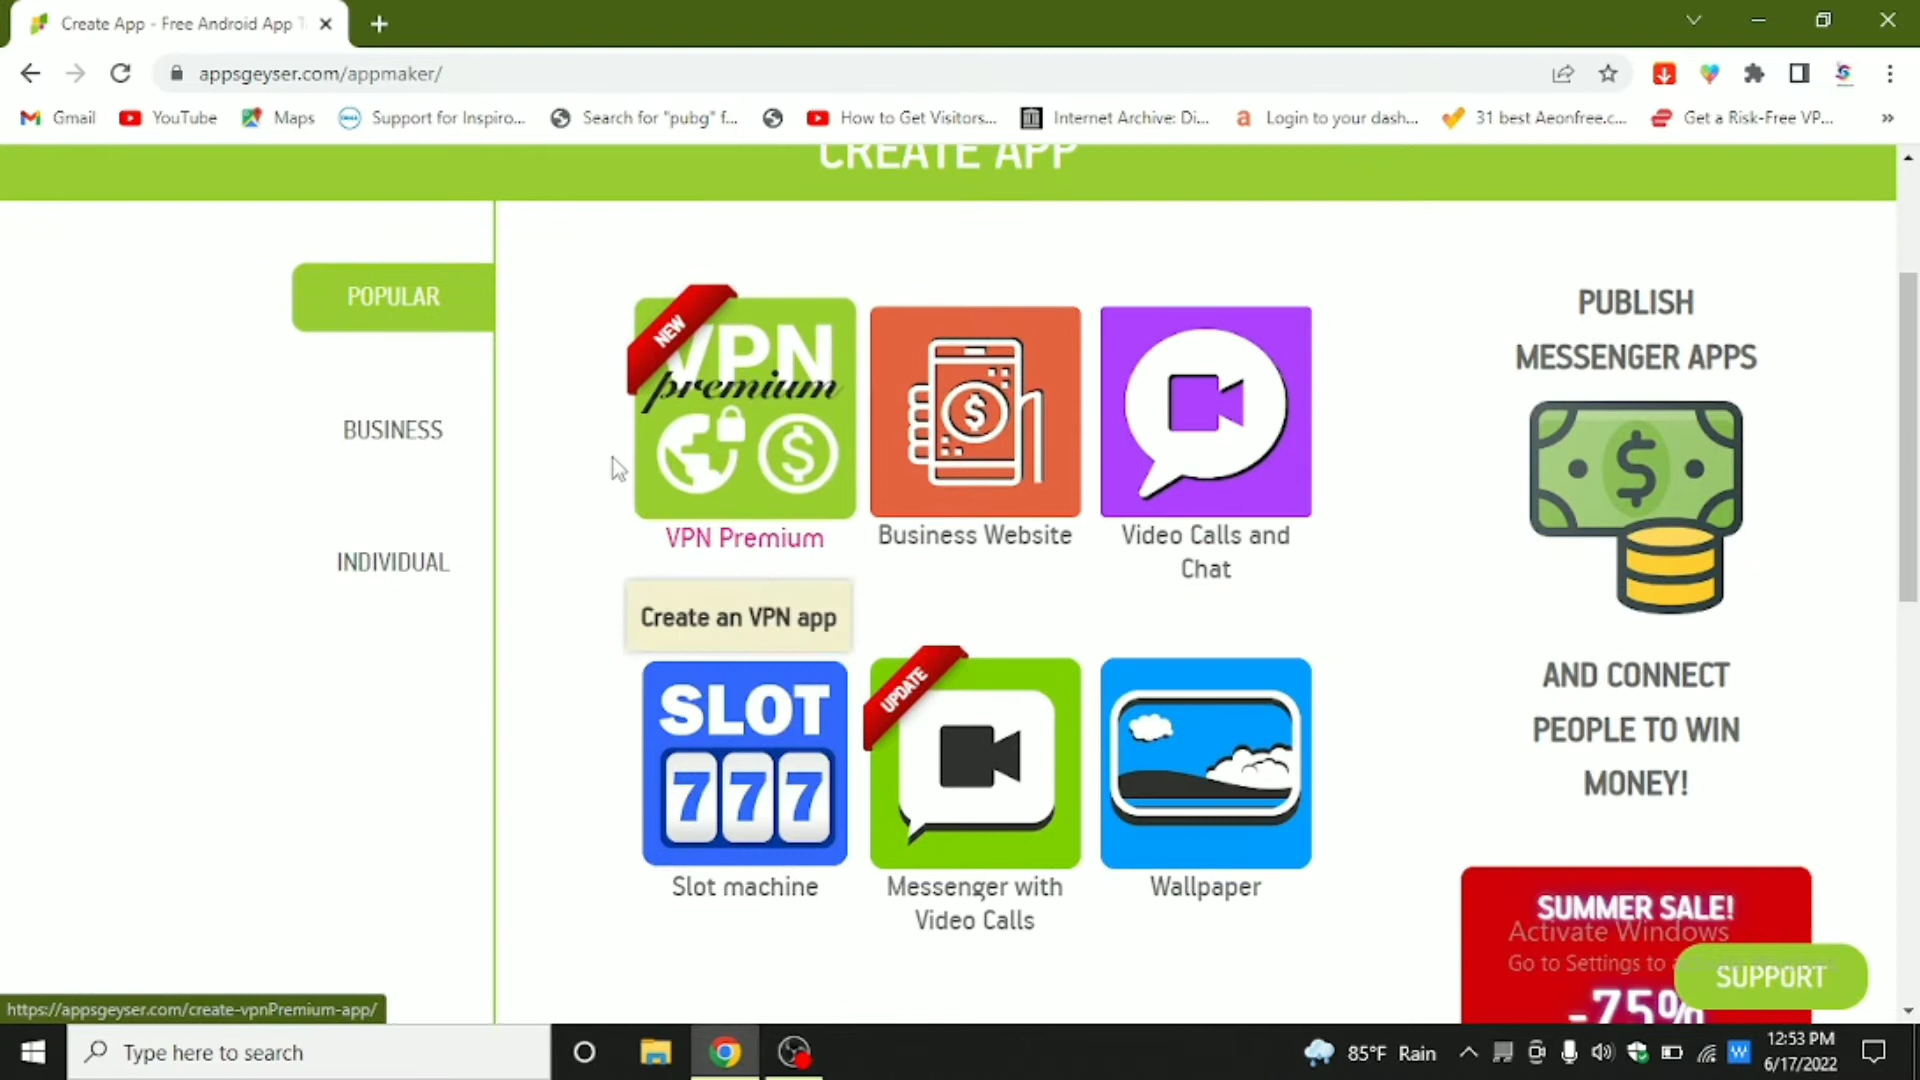 Create App - Free Android App T
appsgeyser.com/appmaker/
Gmail
YouTube
Maps
Support for Inspiro...
Search for "pubg" f...
How to Get Visitors...
Internet Archive: Di...
Login to your dash...
31 best Aeonfree.c...
Get a Risk-Free VP...
CREATE APP
POPULAR
BUSINESS
INDIVIDUAL
NEW
VPN
premium
VPN Premium
Business Website
Video Calls and
Chat
Create an VPN app
SLOT
777
Slot machine
UPDATE
Messenger with
Video Calls
Wallpaper
PUBLISH
MESSENGER APPS
AND CONNECT
PEOPLE TO WIN
MONEY!
SUMMER SALE!
-75%
Activate Windows
Go to Settings to
SUPPORT
https://appsgeyser.com/create-vpnPremium-app/
Type here to search
85°F Rain
12:53 PM
6/17/2022